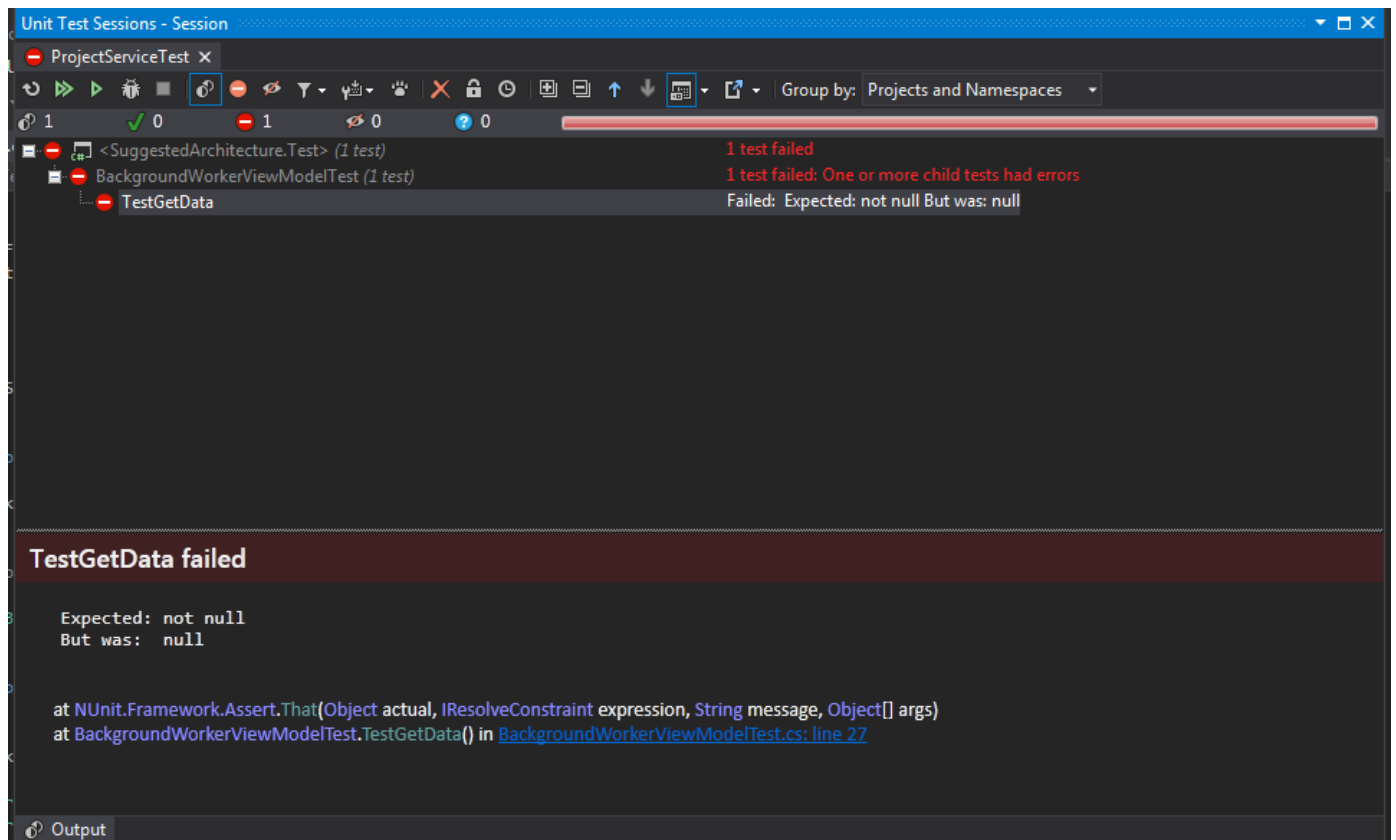 Unit Test Sessions - Session
ProjectServiceTest
Group by: Projects and Namespaces
1 0 1 0 0
<SuggestedArchitecture.Test> (1 test) 1 test failed
BackgroundWorkerViewModelTest (1 test) 1 test failed: One or more child tests had errors
TestGetData Failed: Expected: not null But was: null
TestGetData failed
Expected: not null
But was: null
at NUnit.Framework.Assert.That(Object actual, IResolveConstraint expression, String message, Object[] args)
at BackgroundWorkerViewModelTest.TestGetData() in BackgroundWorkerViewModelTest.cs: line 27
Output